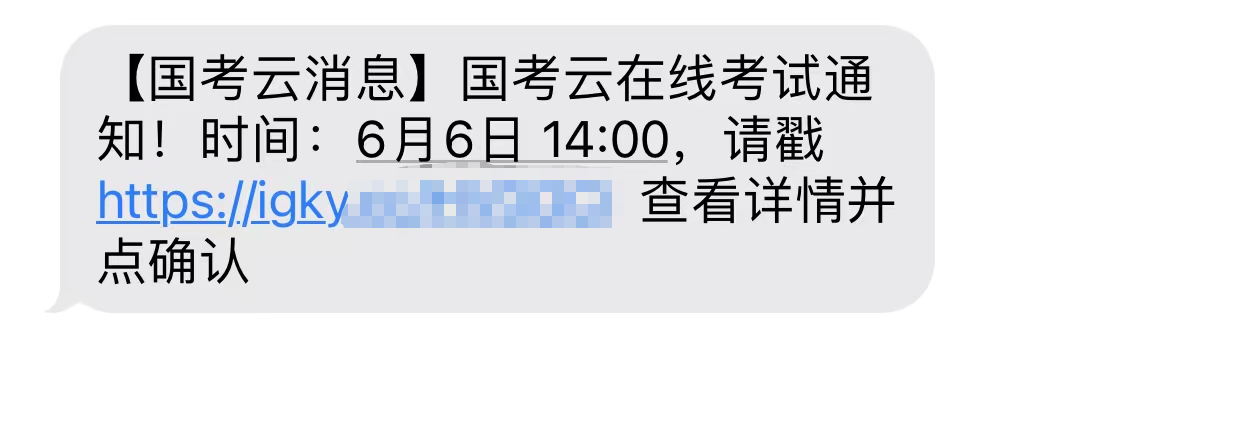 【国考云消息】国考云在线考试通
知！时间：6月6日 14:00，请戳
https://igky 查看详情并
点确认